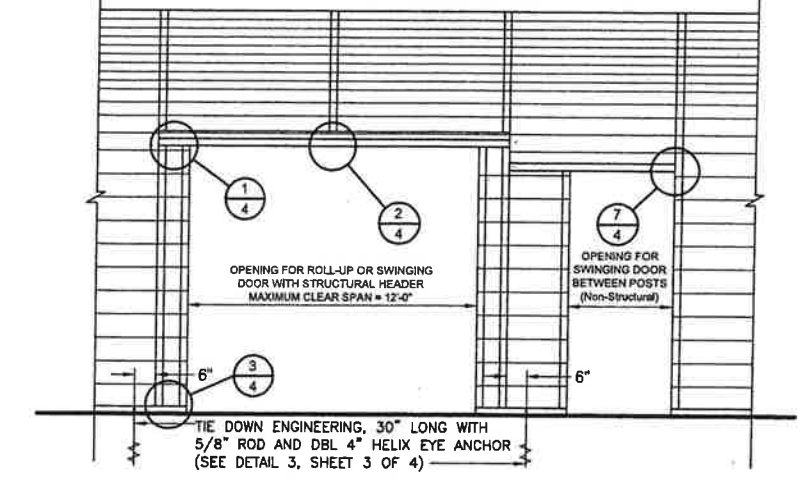 1
4
2
4
7
4
OPENING FOR
SWINGING DOOR
BETWEEN POSTS
(Non-Structural)
OPENING FOR ROLL-UP OR SWINGING
DOOR WITH STRUCTURAL HEADER
MAXIMUM CLEAR SPAN = 12'-0"
6"
3
4
6"
TIE DOWN ENGINEERING, 30" LONG WITH
5/8" ROD AND DBL 4" HELIX EYE ANCHOR
(SEE DETAIL 3, SHEET 3 OF 4)